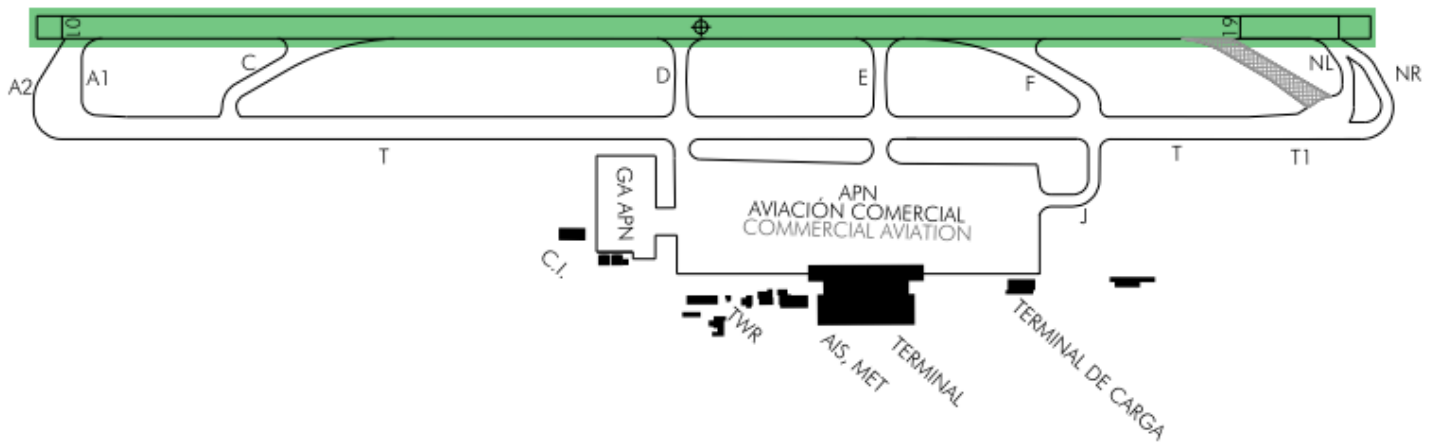 01
19
A2
A1
C
D
E
F
NL
NR
T
T
T1
GA APN
APN
AVIACIÓN COMERCIAL
COMMERCIAL AVIATION
J
C.I.
TWR
AIS, MET
TERMINAL
TERMINAL DE CARGA